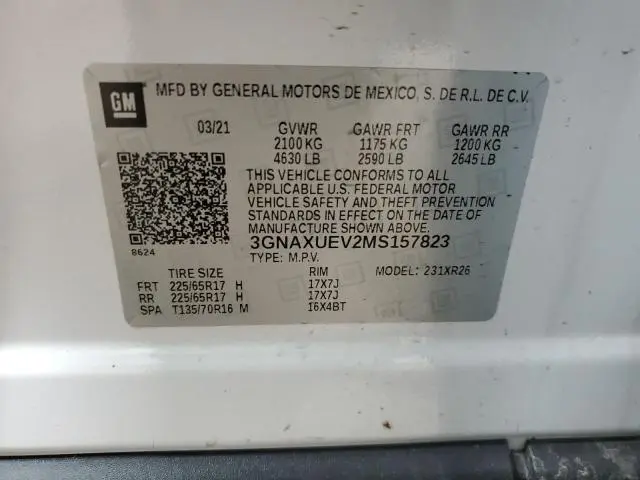 GM
MFD BY GENERAL MOTORS DE MEXICO, S. DE R.L. DE C.V.
03/21 GVWR GAWR FRT GAWR RR
2100 KG 1175 KG 1200 KG
4630 LB 2590 LB 2645 LB
THIS VEHICLE CONFORMS TO ALL
APPLICABLE U.S. FEDERAL MOTOR
VEHICLE SAFETY AND THEFT PREVENTION
STANDARDS IN EFFECT ON THE DATE OF
MANUFACTURE SHOWN ABOVE.
3GNAXUEV2MS157823
8624 TYPE: M.P.V.
TIRE SIZE RIM MODEL: 231XR26
FRT 225/65R17 H 17X7J
RR 225/65R17 H 17X7J
SPA T135/70R16 M 16X4BT